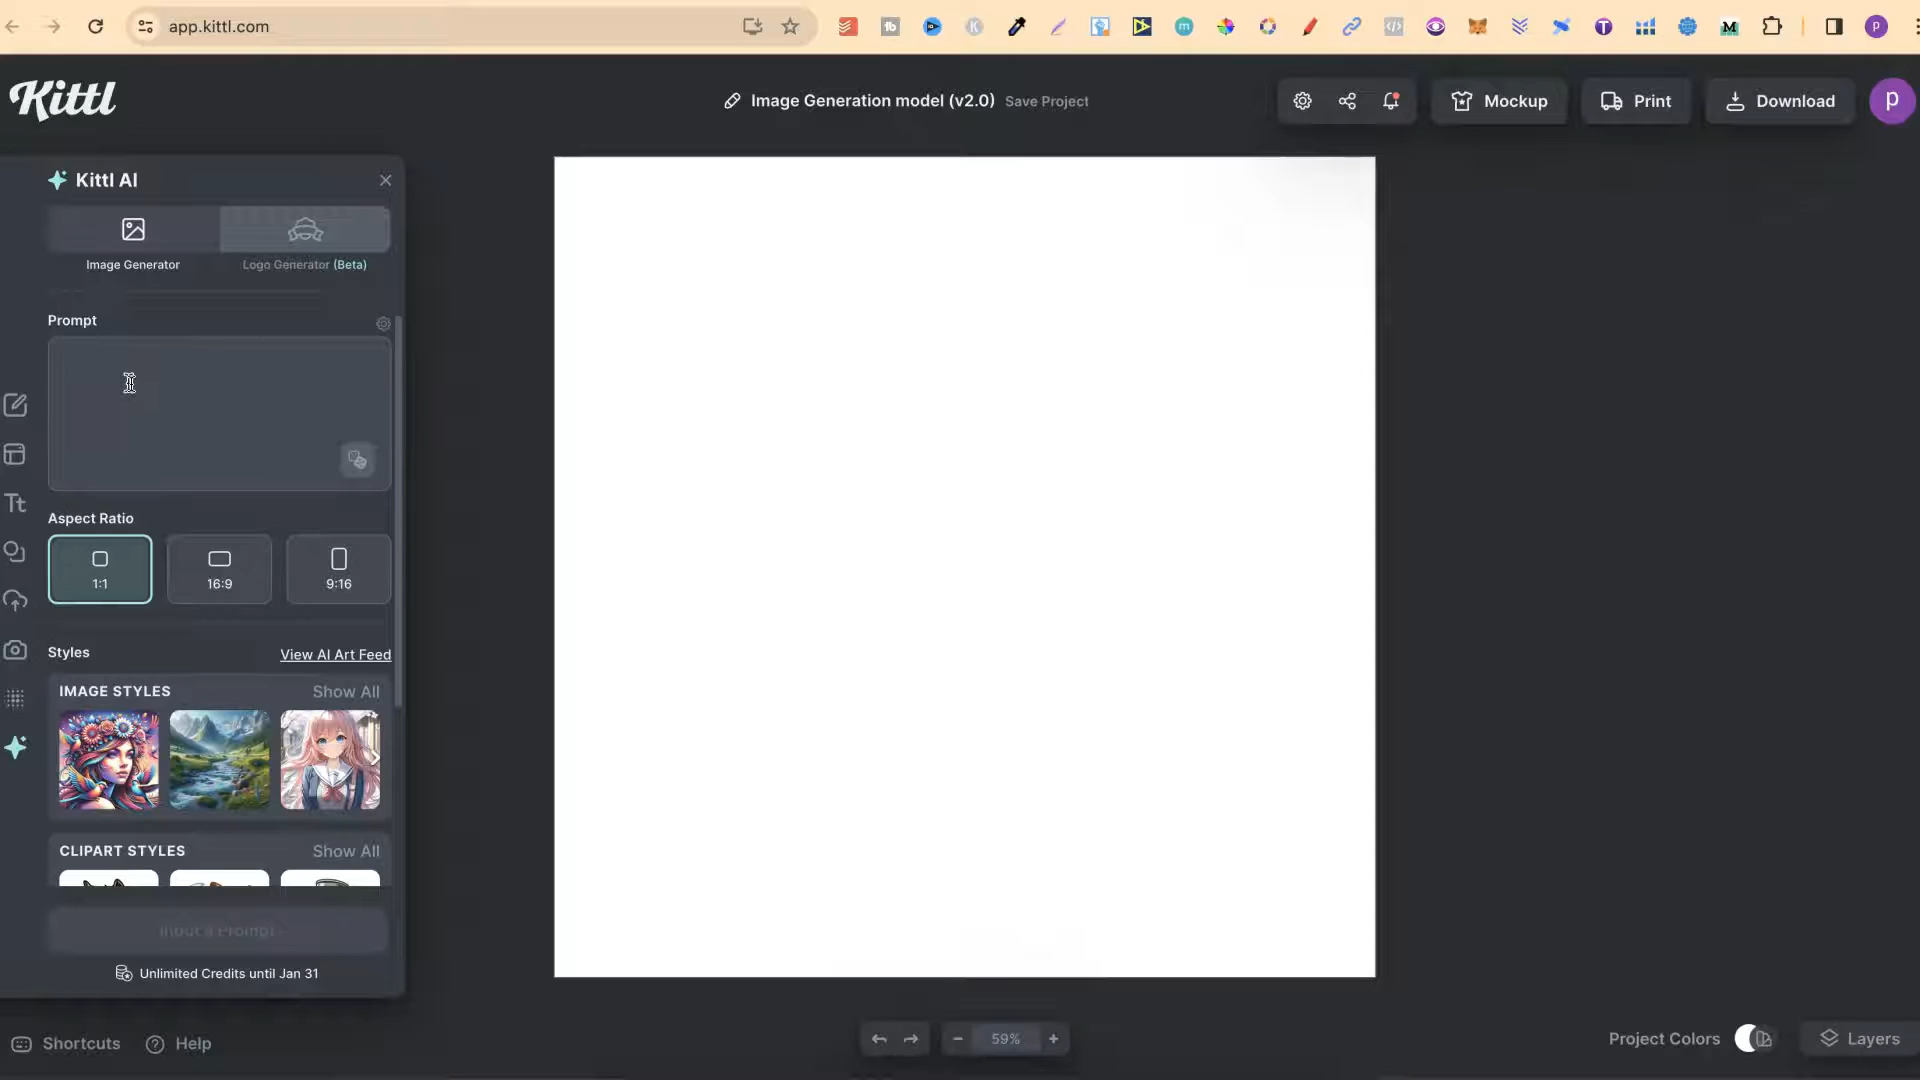 app.kittl.com
Kittl
Image Generation model (v2.0) Save Project
Mockup
Print
Download
p
Kittl AI
Image Generator
Logo Generator (Beta)
Prompt
Aspect Ratio
1:1
16:9
9:16
Styles
View AI Art Feed
IMAGE STYLES
Show All
CLIPART STYLES
Show All
Input a Prompt
Unlimited Credits until Jan 31
Shortcuts
Help
59%
Project Colors
Layers